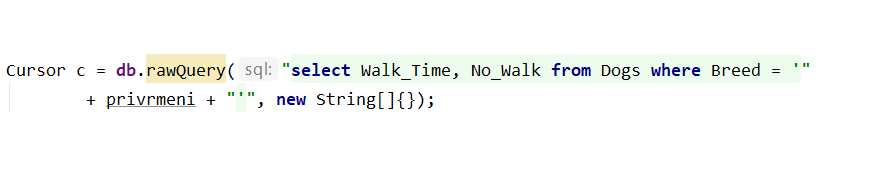 Cursor c = db.rawQuery( sql: "select Walk_Time, No_Walk from Dogs where Breed = '"
+ privrmeni + "'", new String[]{});